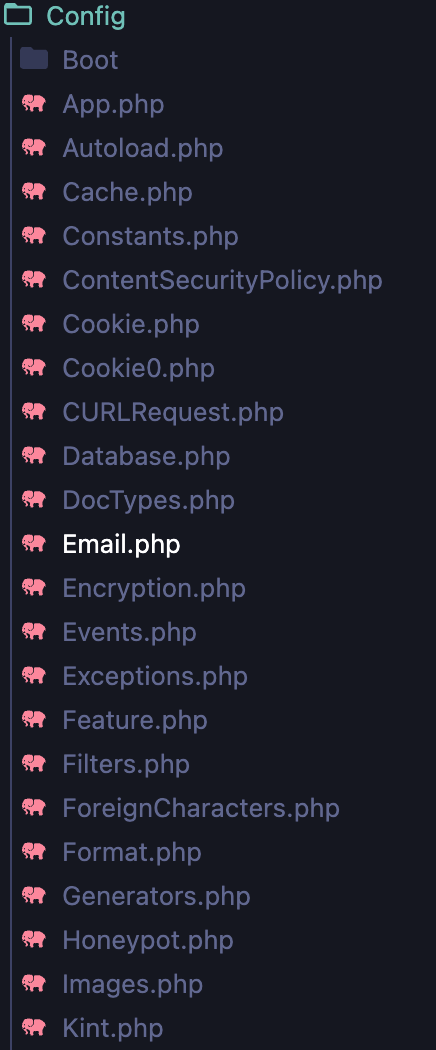 Config
Boot
App.php
Autoload.php
Cache.php
Constants.php
ContentSecurityPolicy.php
Cookie.php
Cookie0.php
CURLRequest.php
Database.php
DocTypes.php
Email.php
Encryption.php
Events.php
Exceptions.php
Feature.php
Filters.php
ForeignCharacters.php
Format.php
Generators.php
Honeypot.php
Images.php
Kint.php